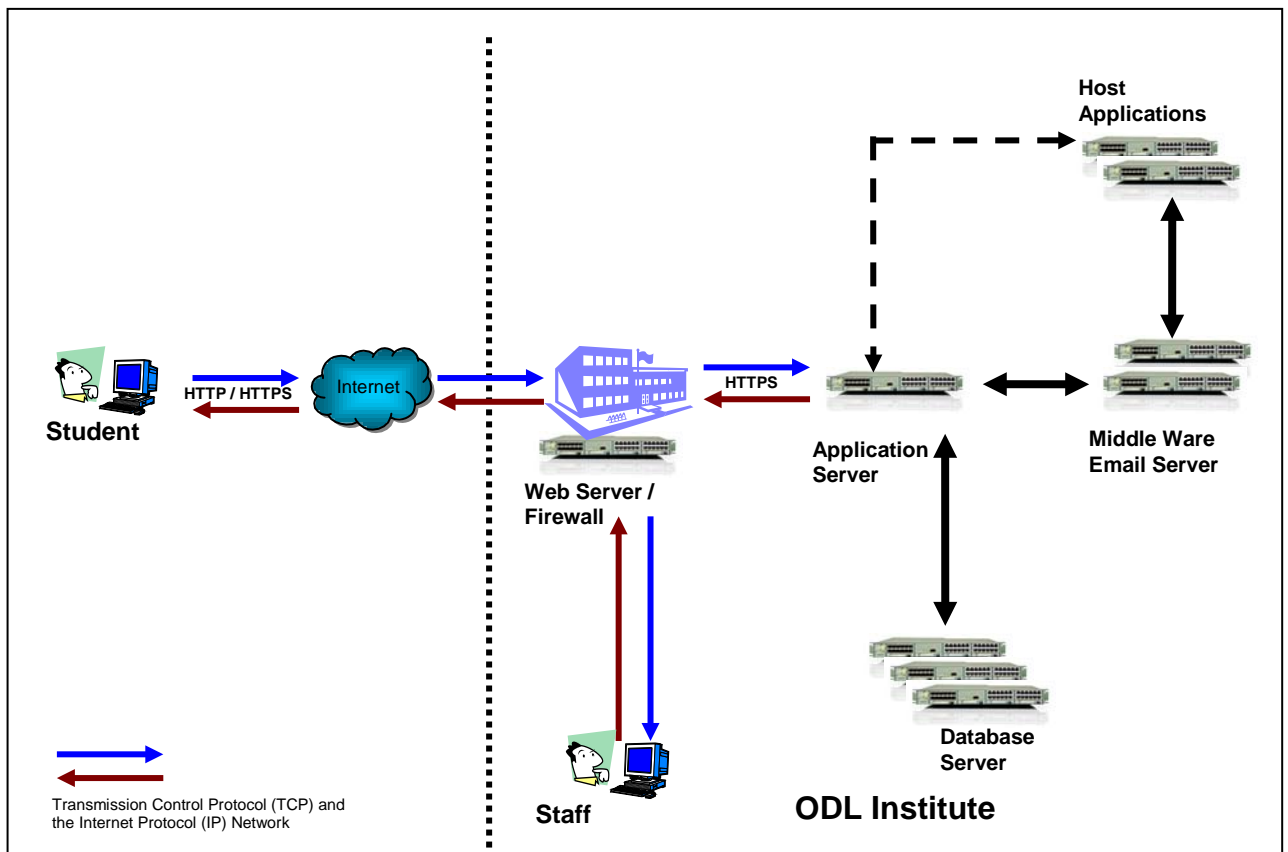 Host
Applications
HTTP / HTTPS
Internet
HTTPS
Student
Application
Server
Middle Ware
Email Server
Web Server /
Firewall
Database
Server
Staff
ODL Institute
Transmission Control Protocol (TCP) and
the Internet Protocol (IP) Network